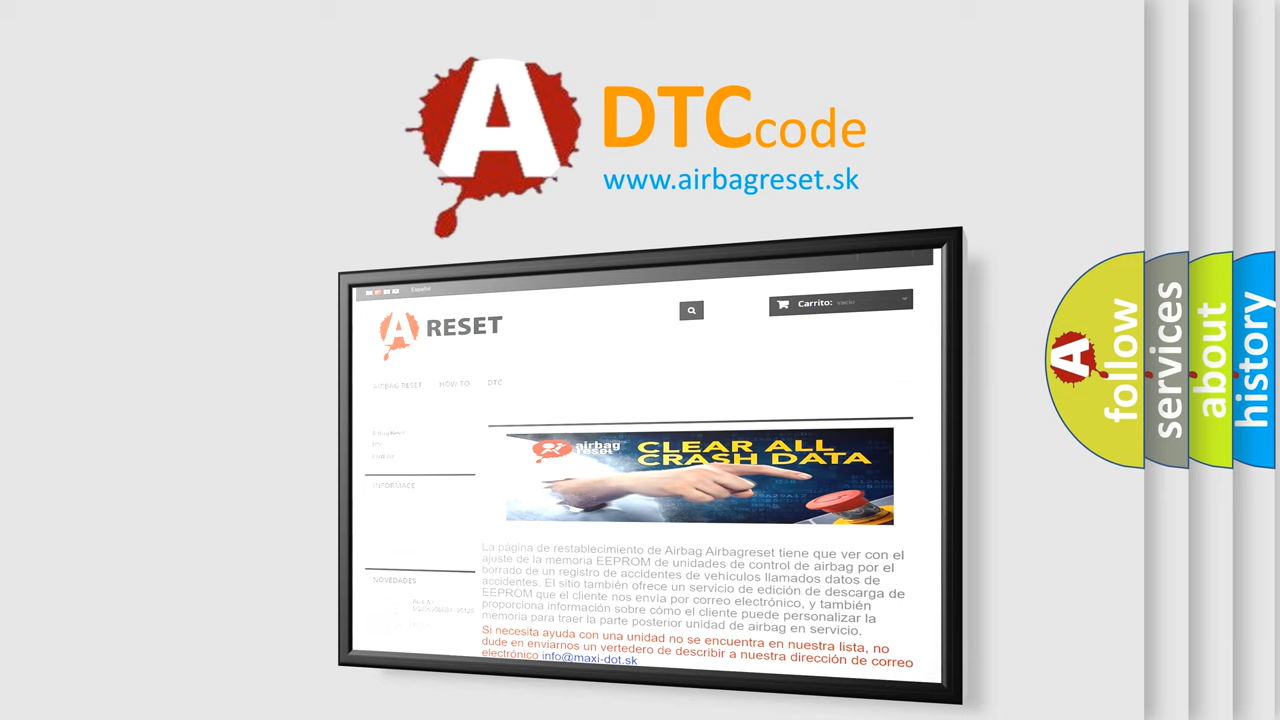 A
DTCcode
www.airbagreset.sk
Español
A RESET
Carrito: vacío
AIRBAG RESET HOW TO DTC
INFORMACE
airbag
reset
CLEAR ALL
CRASH DATA
La página de restablecimiento de Airbag Airbagreset tiene que ver con el
ajuste de la memoria EEPROM de unidades de control de airbag por el
borrado de un registro de accidentes de vehículos llamados datos de
accidentes. El sitio también ofrece un servicio de edición de descarga de
EEPROM que el cliente nos envía por correo electrónico, y también
proporciona información sobre cómo el cliente puede personalizar la
memoria para traer la parte posterior unidad de airbag en servicio.
Si necesita ayuda con una unidad no se encuentra en nuestra lista, no
dude en enviarnos un vertedero de describir a nuestra dirección de correo
electrónico info@maxi-dot.sk
NOVEDADES
A
follow
services
about
history